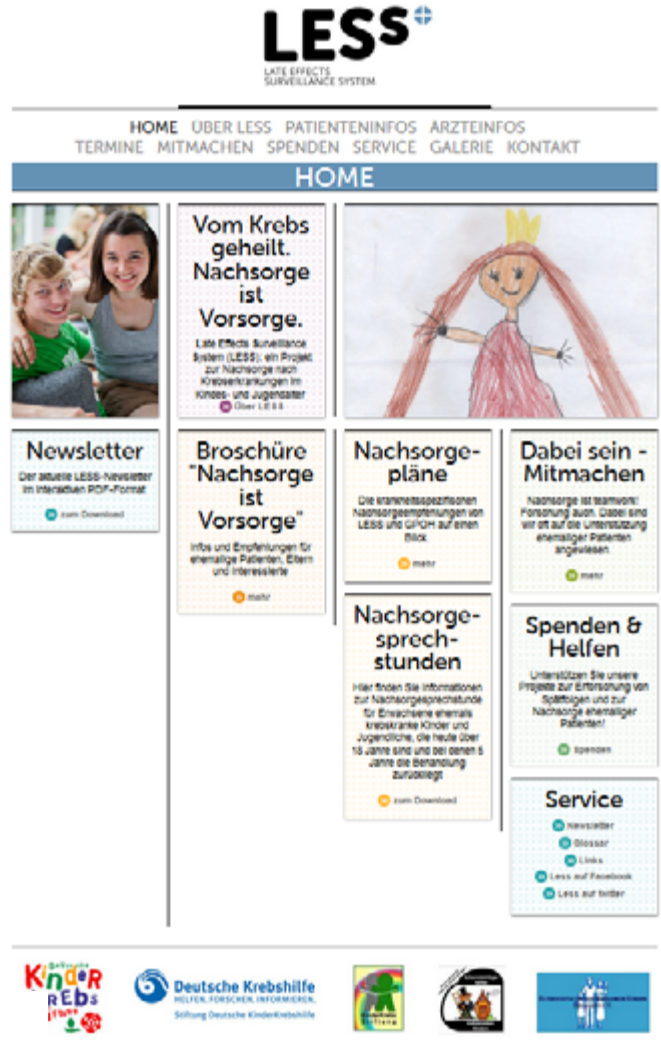 LESS+
LATE EFFECTS
SURVEILLANCE SYSTEM
HOME ÜBER LESS PATIENTENINFOS ÄRZTEINFOS
TERMINE MITMACHEN SPENDEN SERVICE GALERIE KONTAKT
HOME
Vom Krebs
geheilt.
Nachsorge
ist
Vorsorge.
Late Effects Surveillance
System (LESS): ein Projekt
zur Nachsorge nach
Krebserkrankungen im
Kindes- und Jugendalter
Über LESS
Newsletter
Der aktuelle LESS-Newsletter
im interaktiven PDF-Format
zum Download
Broschüre
"Nachsorge
ist
Vorsorge"
Infos und Empfehlungen für
ehemalige Patienten, Eltern
und Interessierte
mehr
Nachsorge-
pläne
Die krankheitsspezifischen
Nachsorgeempfehlungen von
LESS und GPOH auf einen
Blick
mehr
Nachsorge-
sprech-
stunden
Hier finden Sie Informationen
zur Nachsorgesprechstunde
für Erwachsene ehemals
krebskranke Kinder und
Jugendliche, die heute über
18 Jahre sind und bei denen 5
Jahre die Behandlung
zurückliegt
zum Download
Dabei sein -
Mitmachen
Nachsorge ist teamwork!
Forschung auch. Dabei sind
wir oft auf die Unterstützung
ehemaliger Patienten
angewiesen
mehr
Spenden &
Helfen
Unterstützen Sie unsere
Projekte zur Erforschung von
Spätfolgen und zur
Nachsorge ehemaliger
Patienten!
Spenden
Service
Newsletter
Glossar
Links
Less auf Facebook
Less auf twitter
Deutsche
KinDeR
KREBS
Deutsche Krebshilfe
HELFEN. FORSCHEN. INFORMIEREN.
Stiftung Deutsche KinderKrebshilfe